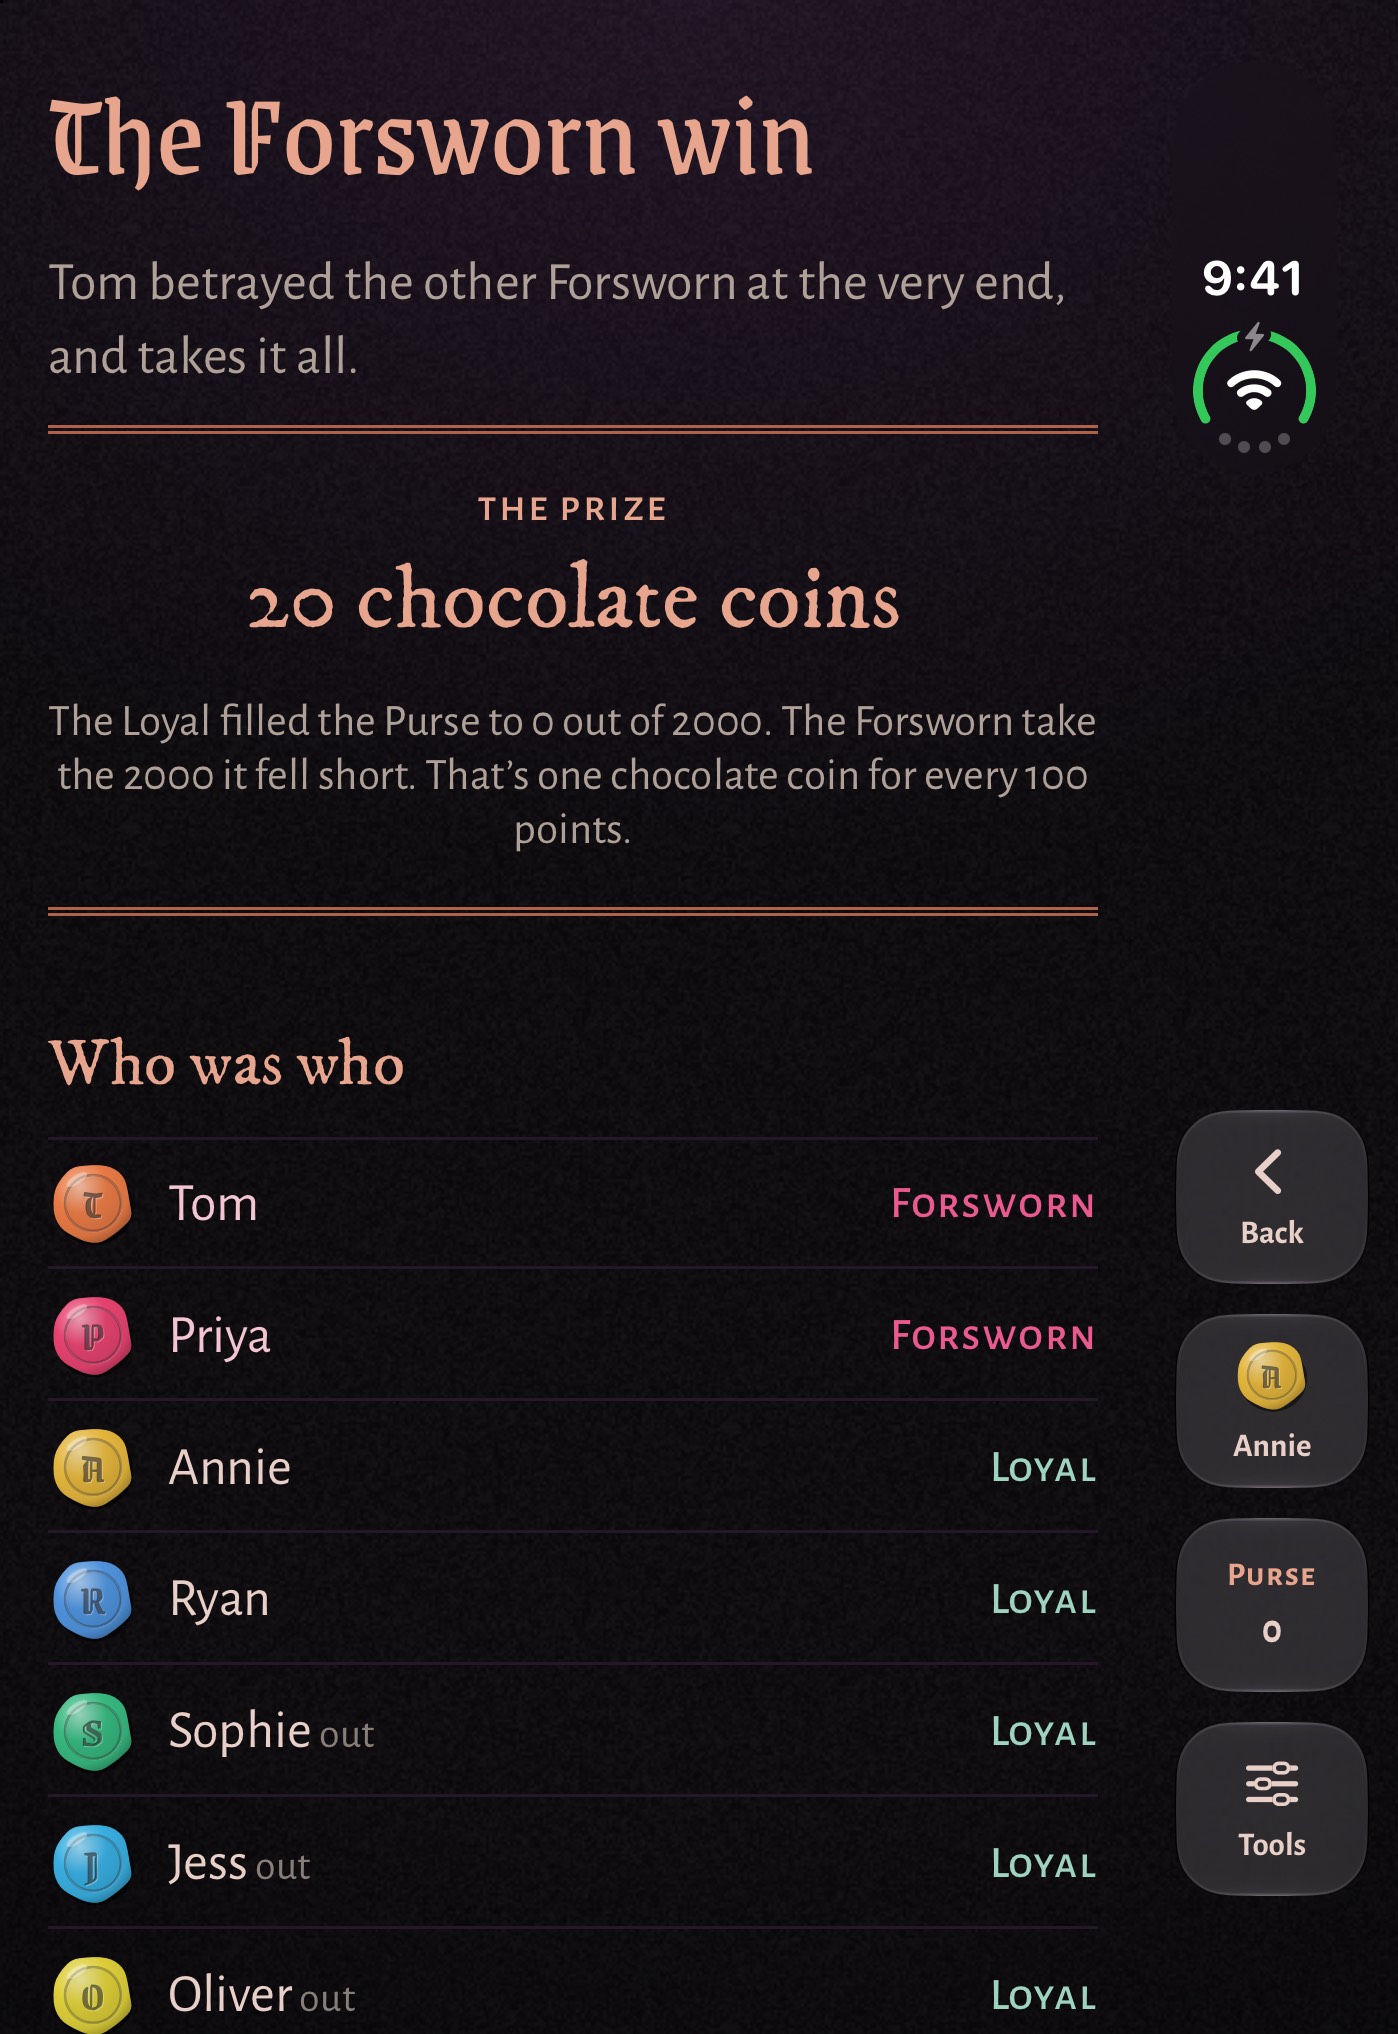 The Forsworn win
Tom betrayed the other Forsworn at the very end,
and takes it all.
THE PRIZE
20 chocolate coins
The Loyal filled the Purse to 0 out of 2000. The Forsworn take
the 2000 it fell short. That’s one chocolate coin for every 100
points.
Who was who
T Tom Forsworn
P Priya Forsworn
A Annie Loyal
R Ryan Loyal
S Sophie out Loyal
J Jess out Loyal
O Oliver out Loyal
9:41
Back
A
Annie
Purse
0
Tools